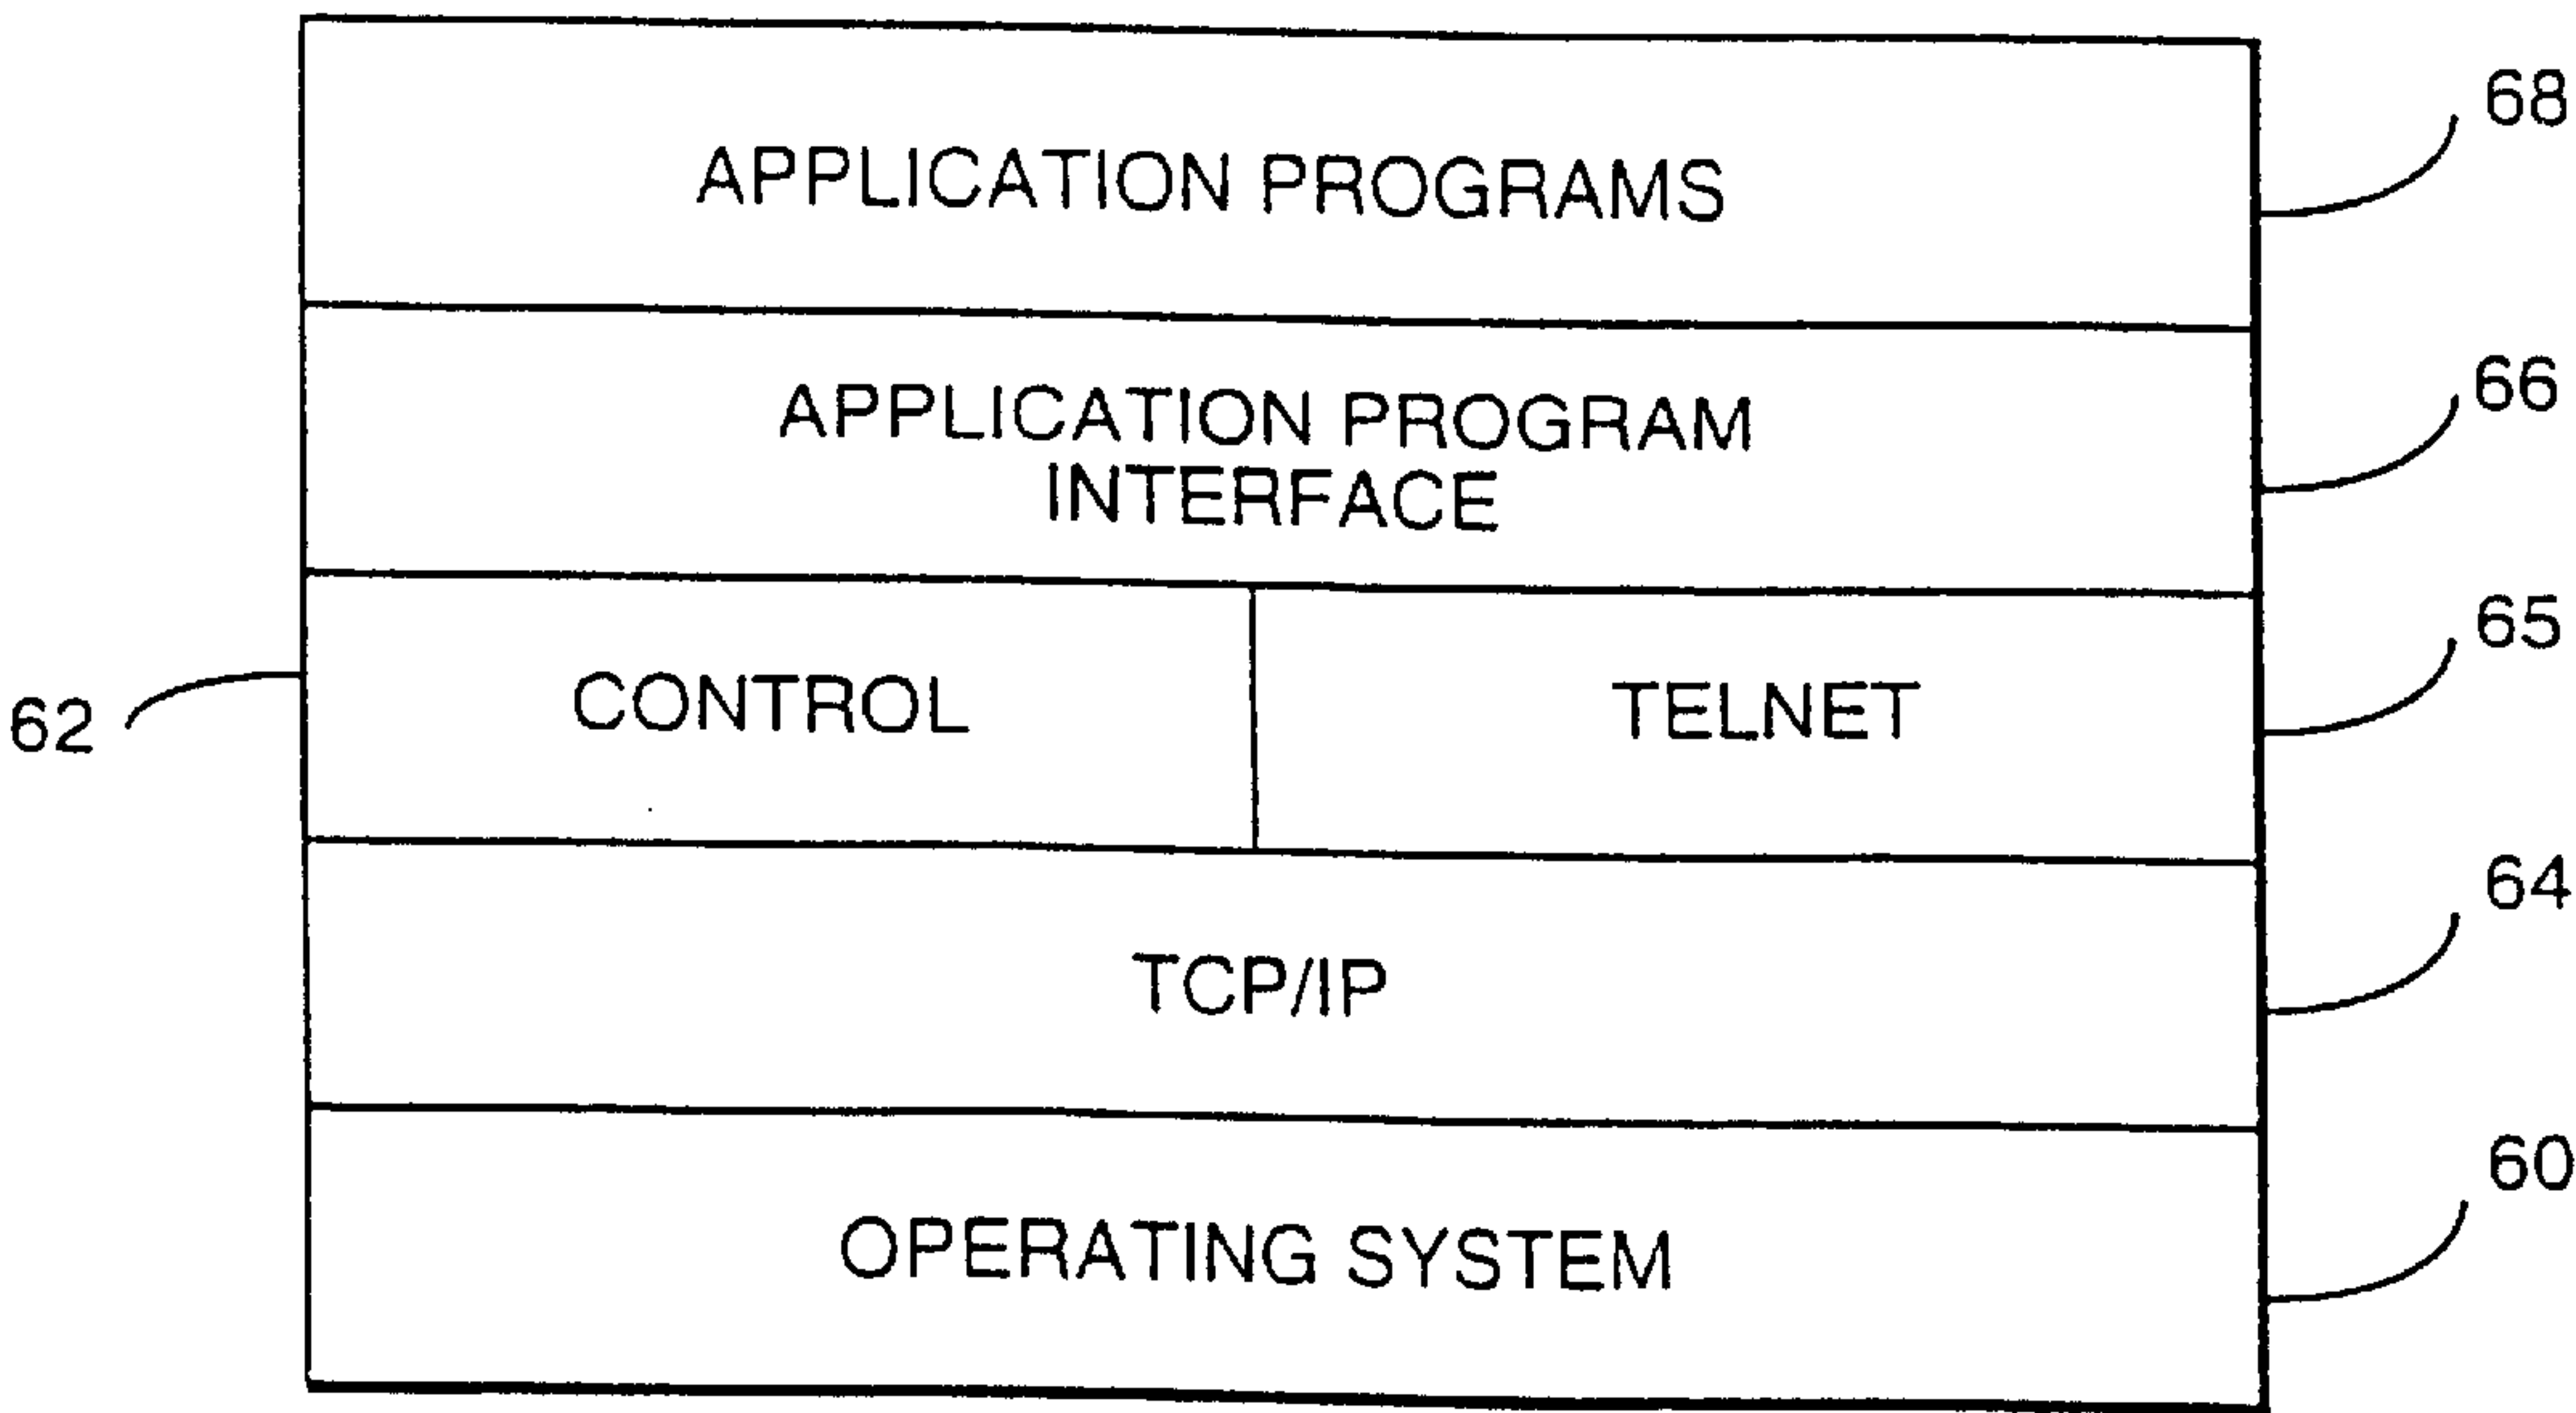 APPLICATION PROGRAMS
68
APPLICATION PROGRAM
INTERFACE
66
62
CONTROL
TELNET
65
TCP/IP
64
OPERATING SYSTEM
60